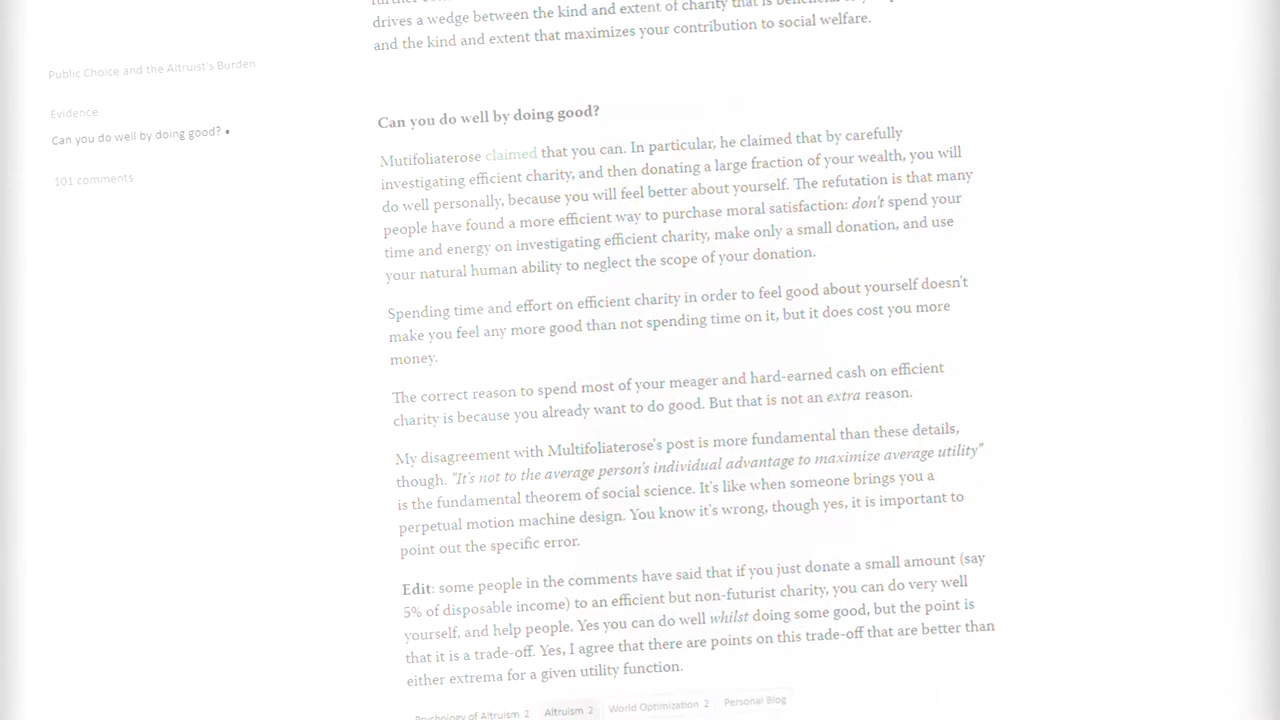 drives a wedge between the kind and extent of charity that is
and the kind and extent that maximizes your contribution to social welfare.
Public Choice and the Altruist's Burden
Evidence
Can you do well by doing good? •
101 comments
Can you do well by doing good?
Mutifoliaterose claimed that you can. In particular, he claimed that by carefully
investigating efficient charity, and then donating a large fraction of your wealth, you will
do well personally, because you will feel better about yourself. The refutation is that many
people have found a more efficient way to purchase moral satisfaction: don't spend your
time and energy on investigating efficient charity, make only a small donation, and use
your natural human ability to neglect the scope of your donation.
Spending time and effort on efficient charity in order to feel good about yourself doesn't
make you feel any more good than not spending time on it, but it does cost you more
money.
The correct reason to spend most of your meager and hard-earned cash on efficient
charity is because you already want to do good. But that is not an extra reason.
My disagreement with Multifoliaterose's post is more fundamental than these details,
though. "It's not to the average person's individual advantage to maximize average utility"
is the fundamental theorem of social science. It's like when someone brings you a
perpetual motion machine design. You know it's wrong, though yes, it is important to
point out the specific error.
Edit: some people in the comments have said that if you just donate a small amount (say
5% of disposable income) to an efficient but non-futurist charity, you can do very well
yourself, and help people. Yes you can do well whilst doing some good, but the point is
that it is a trade-off. Yes, I agree that there are points on this trade-off that are better than
either extrema for a given utility function.
Psychology of Altruism 2 Altruism 2 World Optimization 2 Personal Blog